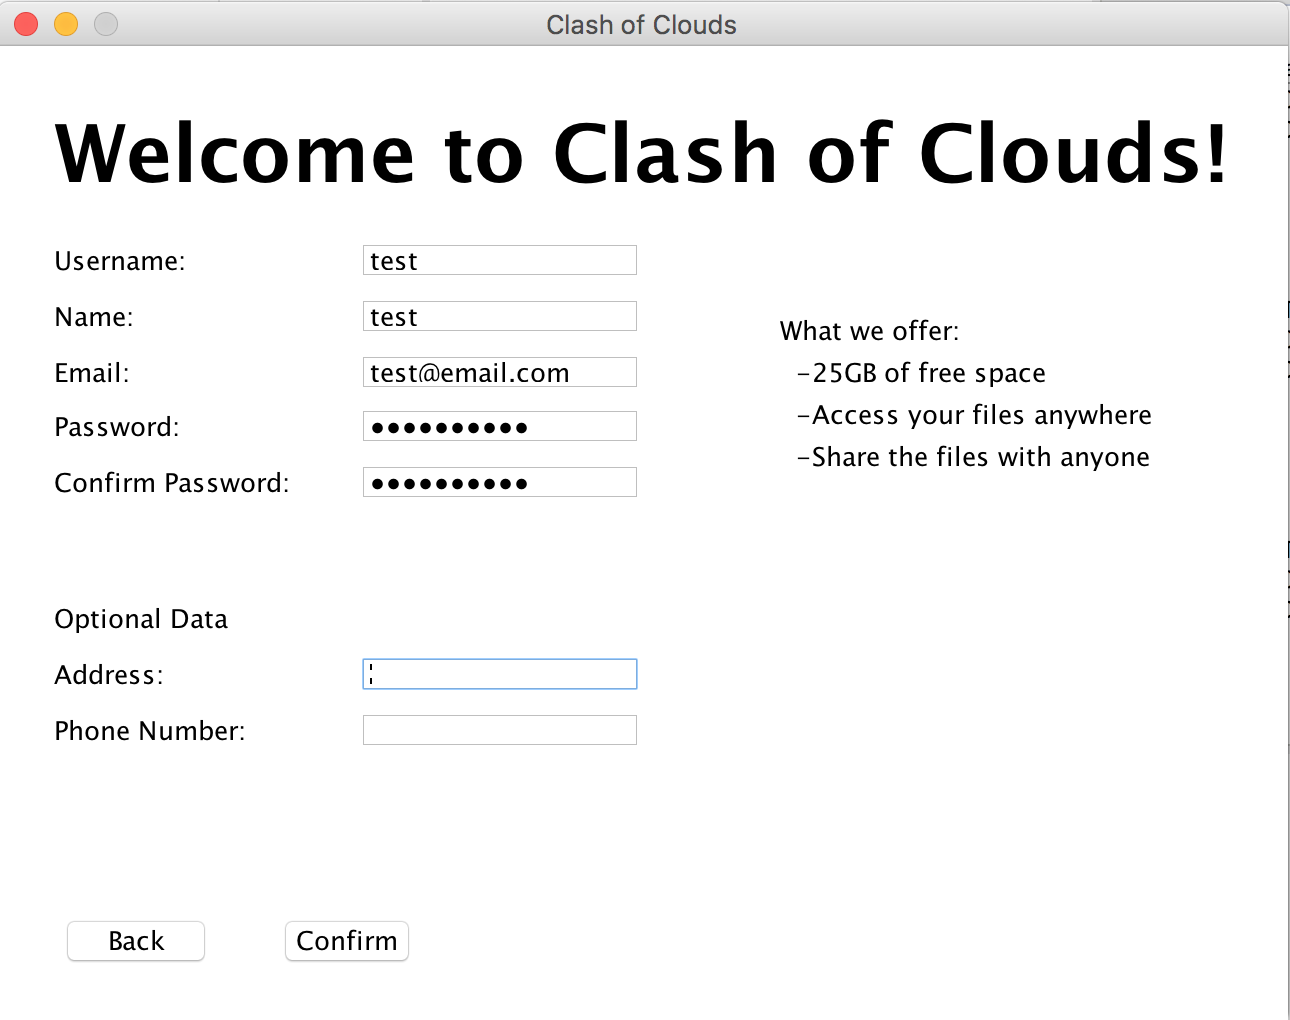 Clash of Clouds
Welcome to Clash of Clouds!
Username: test
Name: test
Email: test@email.com
Password: ●●●●●●●●●●
Confirm Password: ●●●●●●●●●●
What we offer:
-25GB of free space
-Access your files anywhere
-Share the files with anyone
Optional Data
Address:
Phone Number:
Back Confirm